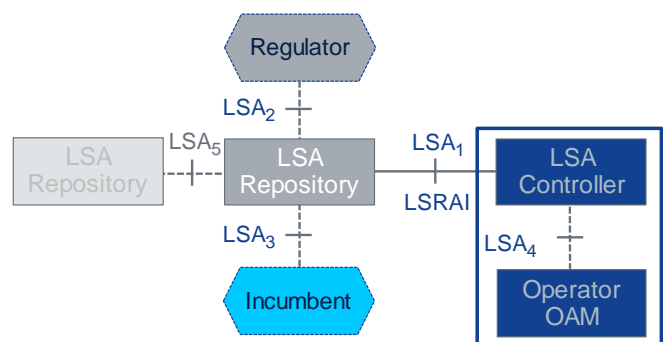 Regulator
LSA₂
LSA
Repository
LSA₅
LSA
Repository
LSA₁
LSRAI
LSA
Controller
LSA₃
LSA₄
Incumbent
Operator
OAM